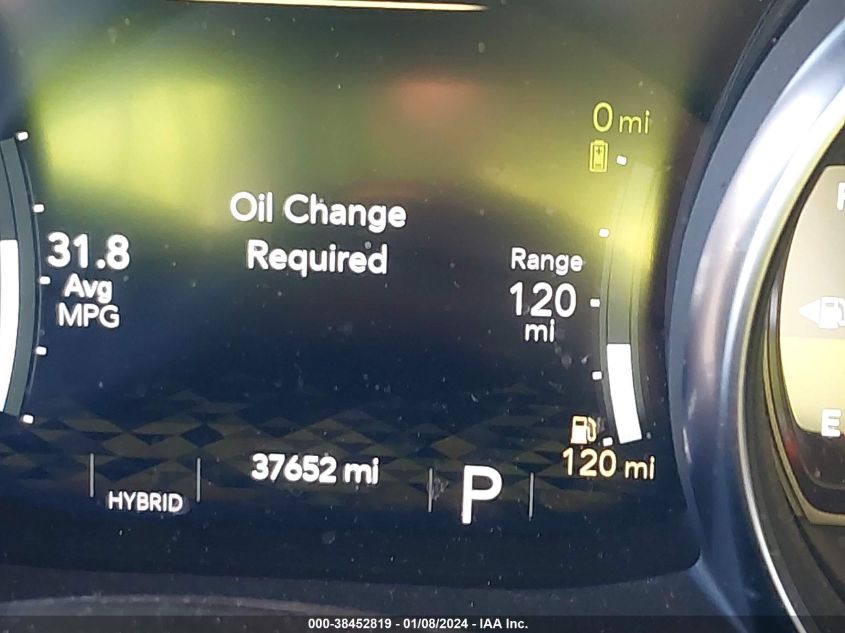 0 mi
Oil Change
Required
31.8
Avg
MPG
Range
120
mi
120 mi
37652 mi
HYBRID
P
E
000-38452819 - 01/08/2024 - IAA Inc.